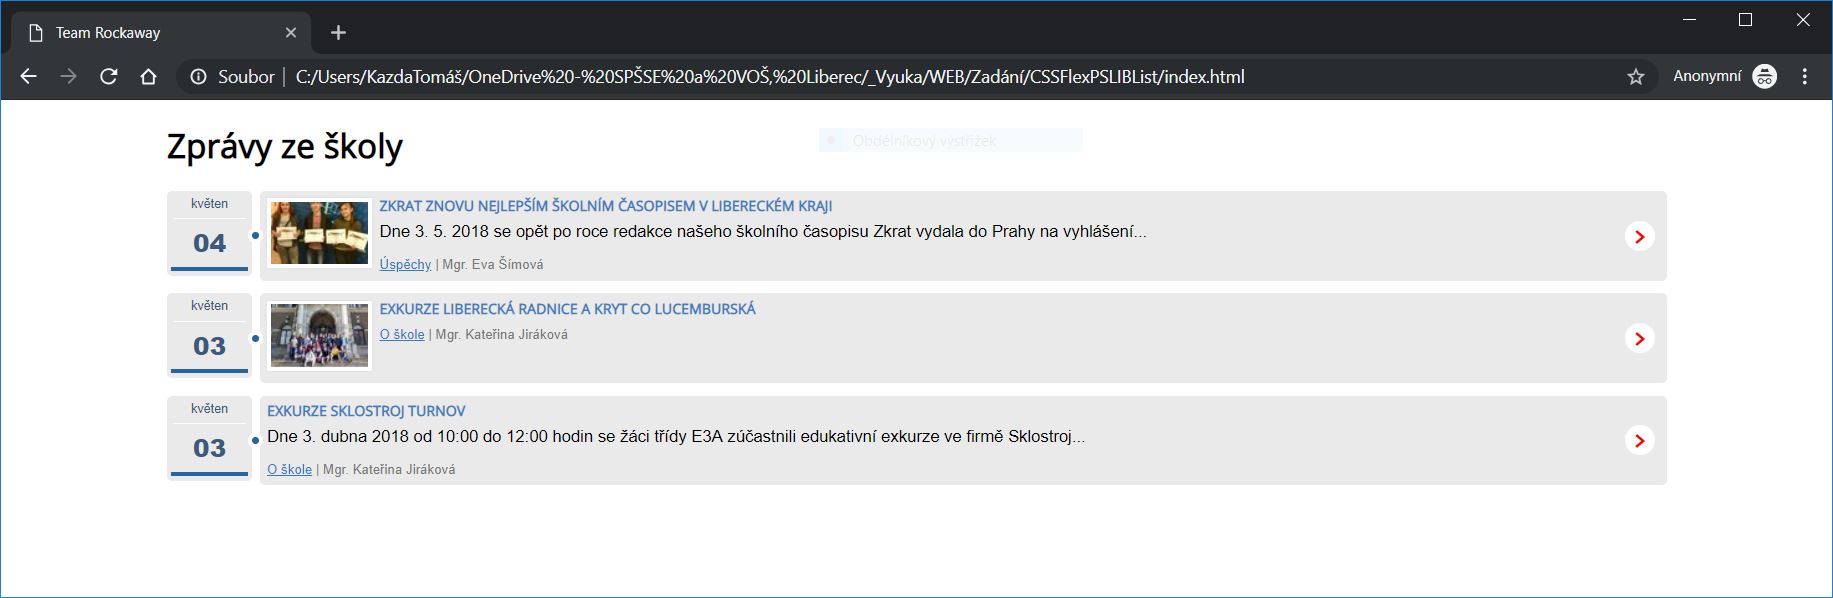 Team Rockaway
Soubor | C:/Users/KazdaTomáš/OneDrive%20-%20SPŠSE%20a%20VOŠ,%20Liberec/_Vyuka/WEB/Zadání/CSSFlexPSLIBList/index.html
Anonymní
Zprávy ze školy
Obdélníkový výstřižek
květen
04
ZKRAT ZNOVU NEJLEPŠÍM ŠKOLNÍM ČASOPISEM V LIBERECKÉM KRAJI
Dne 3. 5. 2018 se opět po roce redakce našeho školního časopisu Zkrat vydala do Prahy na vyhlášení...
Úspěchy | Mgr. Eva Šímová
květen
03
EXKURZE LIBERECKÁ RADNICE A KRYT CO LUCEMBURSKÁ
O škole | Mgr. Kateřina Jiráková
květen
03
EXKURZE SKLOSTROJ TURNOV
Dne 3. dubna 2018 od 10:00 do 12:00 hodin se žáci třídy E3A zúčastnili edukativní exkurze ve firmě Sklostroj...
O škole | Mgr. Kateřina Jiráková